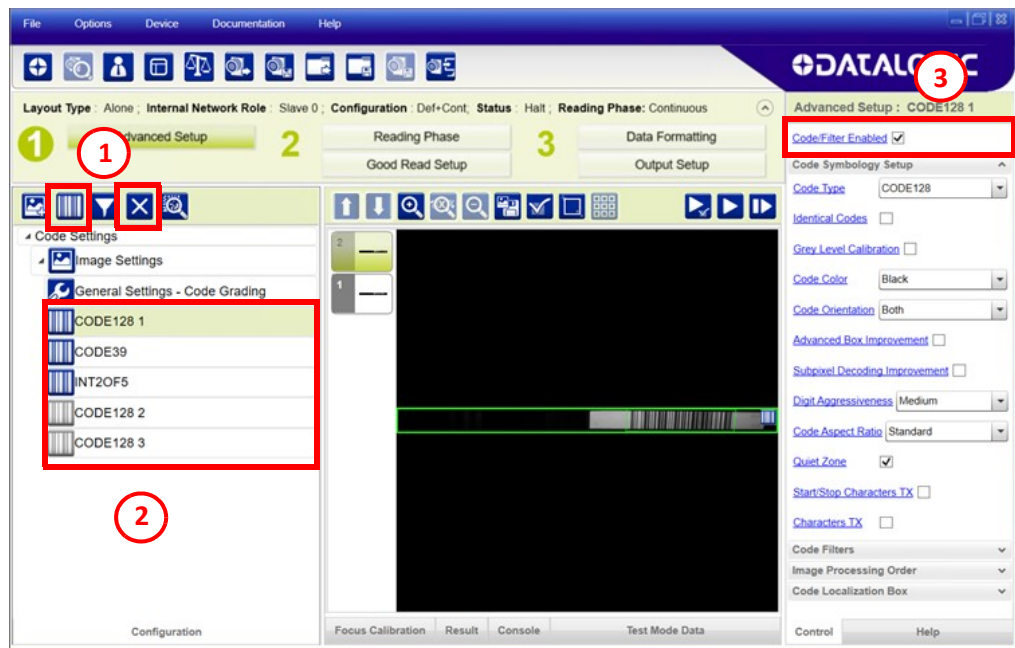 File Options Device Documentation Help
Layout Type : Alone ; Internal Network Role : Slave 0 ; Configuration : Def+Cont; Status : Halt ; Reading Phase: Continuous
1 Advanced Setup
2 Reading Phase
Good Read Setup
3 Data Formatting
Output Setup
1
Code Settings
Image Settings
General Settings - Code Grading
CODE128 1
CODE39
INT2OF5
CODE128 2
CODE128 3
2
Configuration
2
1
Focus Calibration Result Console Test Mode Data
3
Advanced Setup : CODE128 1
Code/Filter Enabled
Code Symbology Setup
Code Type CODE128
Identical Codes
Grey Level Calibration
Code Color Black
Code Orientation Both
Advanced Box Improvement
Subpixel Decoding Improvement
Digit Aggressiveness Medium
Code Aspect Ratio Standard
Quiet Zone
Start/Stop Characters TX
Characters TX
Code Filters
Image Processing Order
Code Localization Box
Control Help